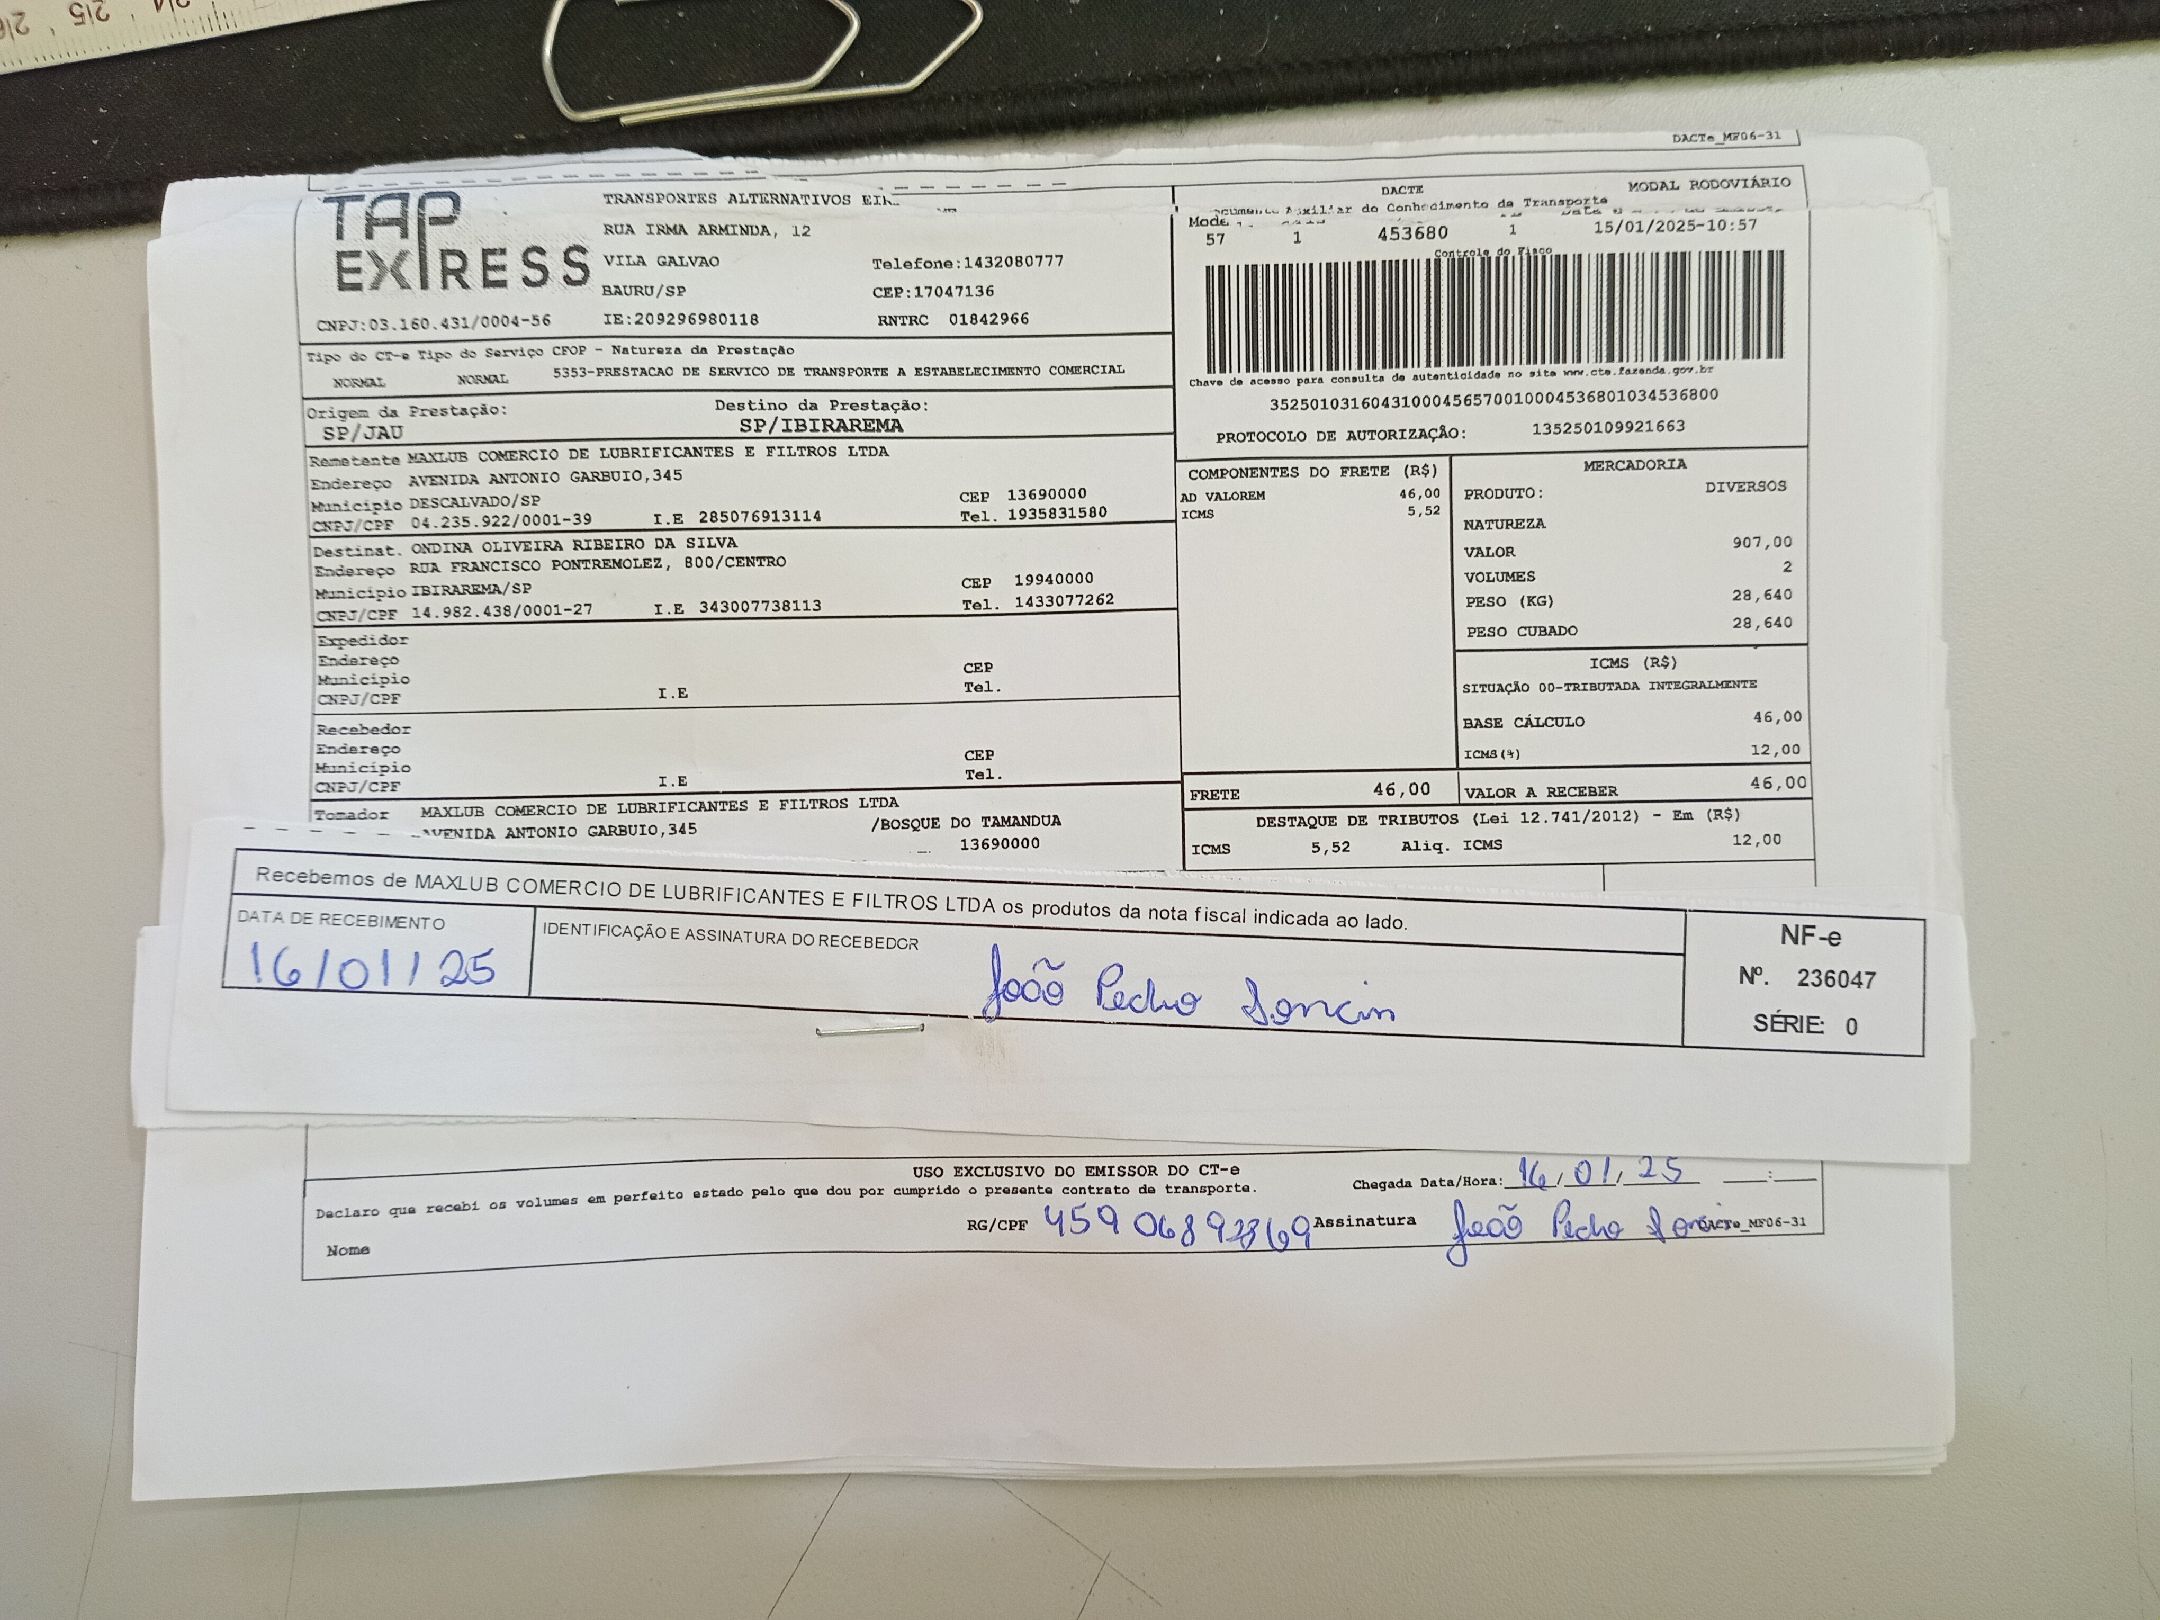 DACTe_MF06-31
TAP EXPRESS
TRANSPORTES ALTERNATIVOS
RUA IRMA ARMINDA, 12
VILA GALVAO Telefone:1432080777
BAURU/SP CEP:17047136
CNPJ:03.160.431/0004-56 IE:209296980118 RNTRC 01842966
DACTE MODAL RODOVIÁRIO
Auxiliar do Conhecimento de Transporte
57 1 453680 1 15/01/2025-10:57
Controle do Fisco
Chave de acesso para consulta de autenticidade no site www.cte.fazenda.gov.br
35250103160431000456570010004536801034536800
PROTOCOLO DE AUTORIZAÇÃO: 135250109921663
Tipo do CT-e Tipo do Serviço CFOP - Natureza da Prestação
NORMAL NORMAL 5353-PRESTACAO DE SERVICO DE TRANSPORTE A ESTABELECIMENTO COMERCIAL
Origem da Prestação: Destino da Prestação:
SP/JAU SP/IBIRAREMA
Remetente MAXLUB COMERCIO DE LUBRIFICANTES E FILTROS LTDA
Endereço AVENIDA ANTONIO GARBUIO,345
Município DESCALVADO/SP CEP 13690000
CNPJ/CPF 04.235.922/0001-39 I.E 285076913114 Tel. 1935831580
Destinat. ONDINA OLIVEIRA RIBEIRO DA SILVA
Endereço RUA FRANCISCO PONTREMOLEZ, 800/CENTRO
Município IBIRAREMA/SP CEP 19940000
CNPJ/CPF 14.982.438/0001-27 I.E 343007738113 Tel. 1433077262
Expedidor
Endereço
Município CEP
CNPJ/CPF I.E Tel.
Recebedor
Endereço
Município CEP
CNPJ/CPF I.E Tel.
Tomador MAXLUB COMERCIO DE LUBRIFICANTES E FILTROS LTDA
AVENIDA ANTONIO GARBUIO,345 /BOSQUE DO TAMANDUA
13690000
COMPONENTES DO FRETE (R$)
AD VALOREM 46,00
ICMS 5,52
MERCADORIA
PRODUTO: DIVERSOS
NATUREZA
VALOR 907,00
VOLUMES 2
PESO (KG) 28,640
PESO CUBADO 28,640
ICMS (R$)
SITUAÇÃO 00-TRIBUTADA INTEGRALMENTE
BASE CÁLCULO 46,00
ICMS(%) 12,00
FRETE 46,00 VALOR A RECEBER 46,00
DESTAQUE DE TRIBUTOS (Lei 12.741/2012) - Em (R$)
ICMS 5,52 Aliq. ICMS 12,00
Recebemos de MAXLUB COMERCIO DE LUBRIFICANTES E FILTROS LTDA os produtos da nota fiscal indicada ao lado.
DATA DE RECEBIMENTO IDENTIFICAÇÃO E ASSINATURA DO RECEBEDOR
16/01/25 João Pedro Soncin
NF-e
Nº. 236047
SÉRIE: 0
USO EXCLUSIVO DO EMISSOR DO CT-e
Declaro que recebi os volumes em perfeito estado pelo que dou por cumprido o presente contrato de transporte. Chegada Data/Hora: 16/01/25
Nome RG/CPF Assinatura João Pedro
DACTe_MF06-31